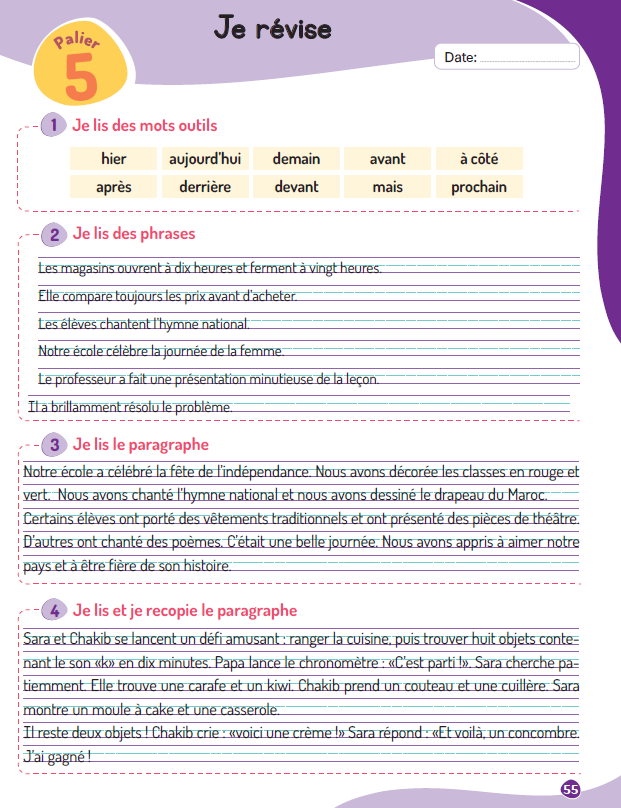 Je révise
Palier
5
Date:
1 Je lis des mots outils
hier aujourd'hui demain avant à côté
après derrière devant mais prochain
2 Je lis des phrases
Les magasins ouvrent à dix heures et ferment à vingt heures.
Elle compare toujours les prix avant d'acheter.
Les élèves chantent l'hymne national.
Notre école célèbre la journée de la femme.
Le professeur a fait une présentation minutieuse de la leçon.
Il a brillamment résolu le problème.
3 Je lis le paragraphe
Notre école a célébré la fête de l'indépendance. Nous avons décorée les classes en rouge et
vert. Nous avons chanté l'hymne national et nous avons dessiné le drapeau du Maroc.
Certains élèves ont porté des vêtements traditionnels et ont présenté des pièces de théâtre.
D'autres ont chanté des poèmes. C'était une belle journée. Nous avons appris à aimer notre
pays et à être fière de son histoire.
4 Je lis et je recopie le paragraphe
Sara et Chakib se lancent un défi amusant : ranger la cuisine, puis trouver huit objets conte-
nant le son «k» en dix minutes. Papa lance le chronomètre : «C'est parti !». Sara cherche pa-
tiemment. Elle trouve une carafe et un kiwi. Chakib prend un couteau et une cuillère. Sara
montre un moule à cake et une casserole.
Il reste deux objets ! Chakib crie : «voici une crème !» Sara répond : «Et voilà, un concombre.
J'ai gagné !
55